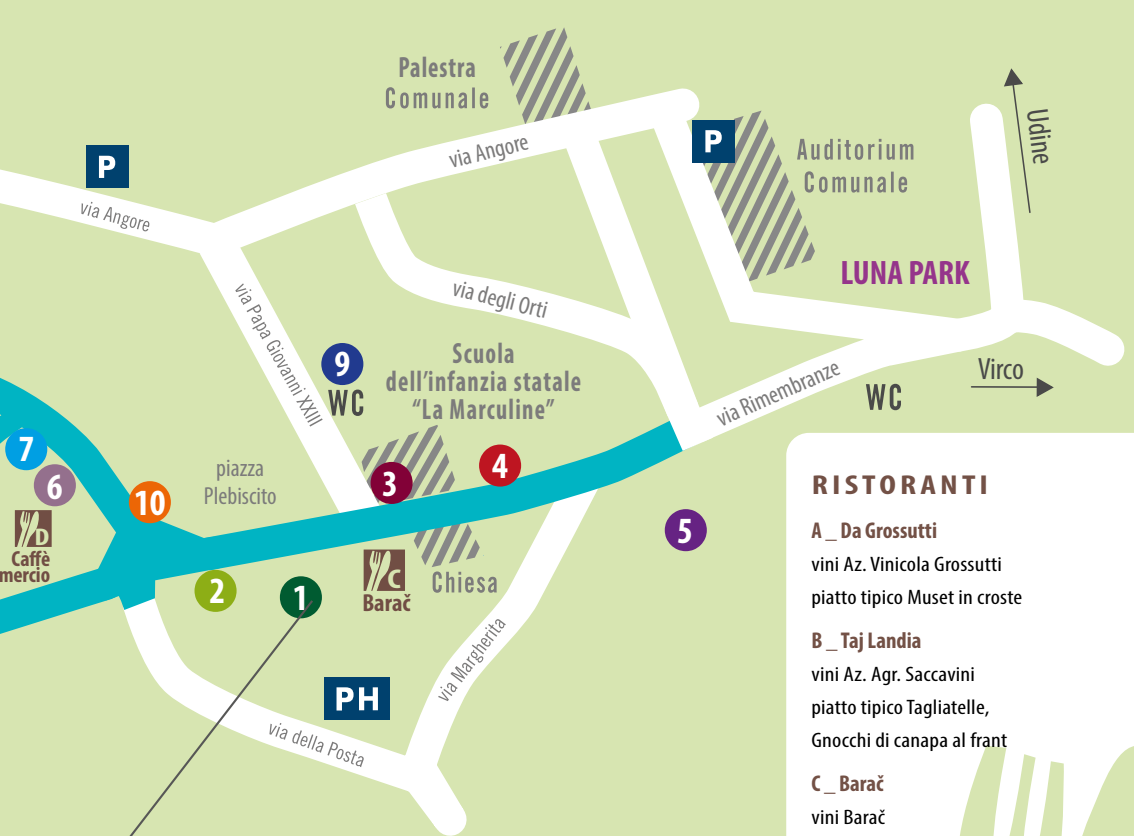 Palestra
Comunale
P
via Angore
P
Auditorium
Comunale
Udine
via Angore
LUNA PARK
via degli Orti
via Papa Giovanni XXIII
9
WC
Scuola
dell'infanzia statale
“La Marculine”
via Rimembranze
WC
Virco
7
6
10
piazza
Plebiscito
3
4
5
D
Caffè
mercio
2
1
C
Barač
Chiesa
via Margherita
PH
via della Posta
RISTORANTI
A _ Da Grossutti
vini Az. Vinicola Grossutti
piatto tipico Muset in croste
B _ Taj Landia
vini Az. Agr. Saccavini
piatto tipico Tagliatelle,
Gnocchi di canapa al frant
C _ Barač
vini Barač